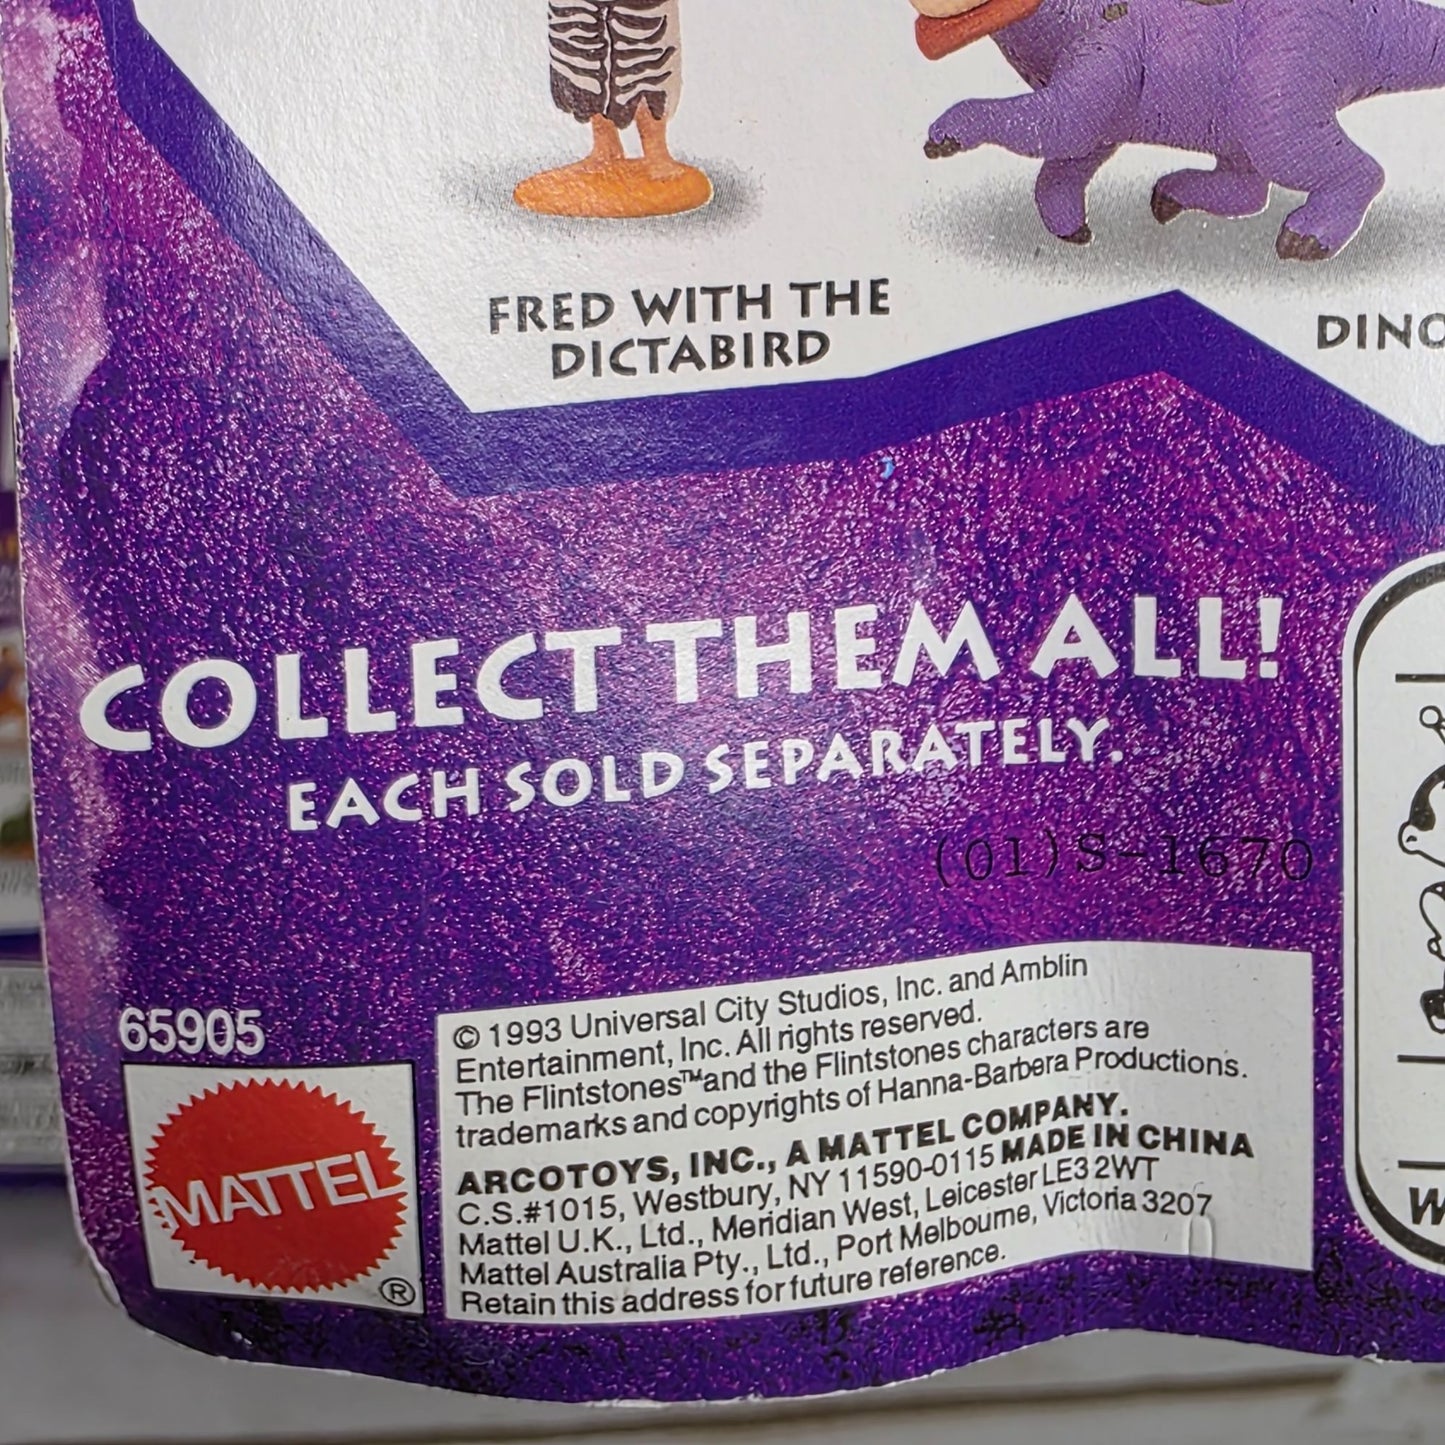 FRED WITH THE
DICTABIRD
DINO
COLLECT THEM ALL!
EACH SOLD SEPARATELY.
(01)S-1670
65905
MATTEL
®
© 1993 Universal City Studios, Inc. and Amblin
Entertainment, Inc. All rights reserved.
The Flintstones™and the Flintstones characters are
trademarks and copyrights of Hanna-Barbera Productions.
ARCOTOYS, INC., A MATTEL COMPANY.
C.S.#1015, Westbury, NY 11590-0115 MADE IN CHINA
Mattel U.K., Ltd., Meridian West, Leicester LE3 2WT
Mattel Australia Pty., Ltd., Port Melbourne, Victoria 3207
Retain this address for future reference.